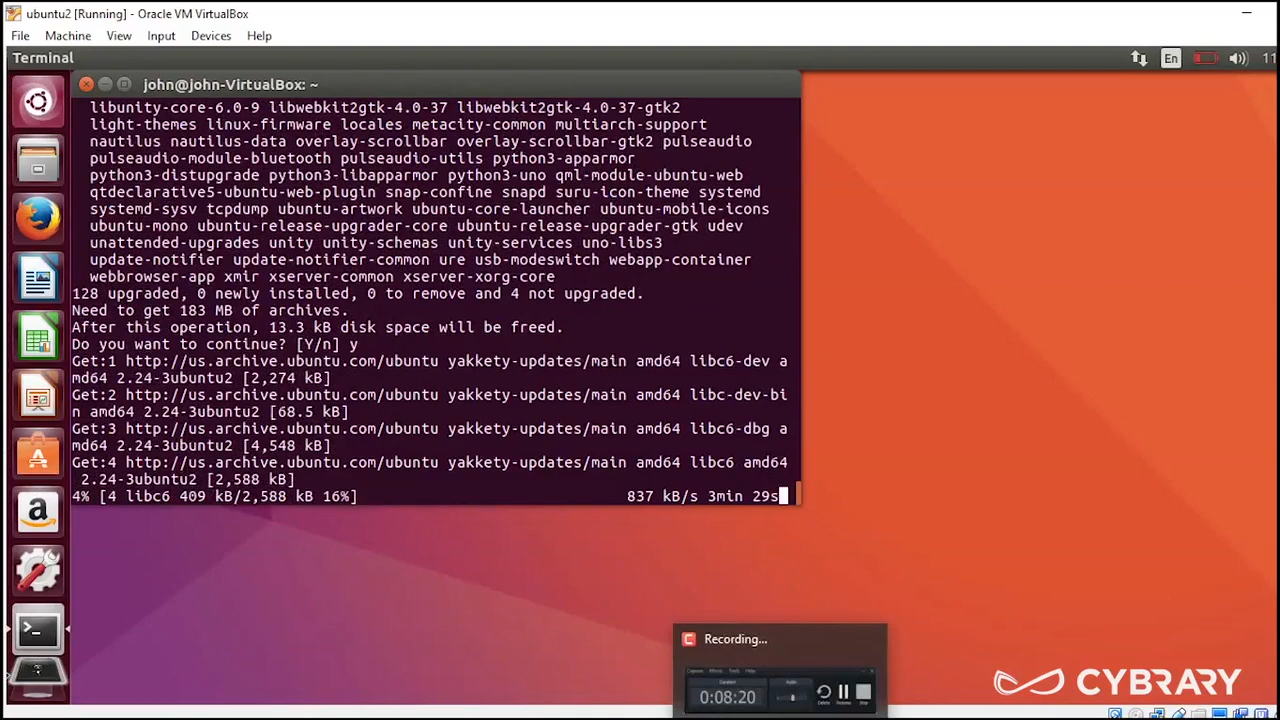 ubuntu2 [Running] - Oracle VM VirtualBox
File Machine View Input Devices Help
Terminal En 11
john@john-VirtualBox: ~
libunity-core-6.0-9 libwebkit2gtk-4.0-37 libwebkit2gtk-4.0-37-gtk2
light-themes linux-firmware locales metacity-common multiarch-support
nautilus nautilus-data overlay-scrollbar overlay-scrollbar-gtk2 pulseaudio
pulseaudio-module-bluetooth pulseaudio-utils python3-apparmor
python3-distupgrade python3-libapparmor python3-uno qml-module-ubuntu-web
qtdeclarative5-ubuntu-web-plugin snap-confine snapd suru-icon-theme systemd
systemd-sysv tcpdump ubuntu-artwork ubuntu-core-launcher ubuntu-mobile-icons
ubuntu-mono ubuntu-release-upgrader-core ubuntu-release-upgrader-gtk udev
unattended-upgrades unity unity-schemas unity-services uno-libs3
update-notifier update-notifier-common ure usb-modeswitch webapp-container
webbrowser-app xmir xserver-common xserver-xorg-core
128 upgraded, 0 newly installed, 0 to remove and 4 not upgraded.
Need to get 183 MB of archives.
After this operation, 13.3 kB disk space will be freed.
Do you want to continue? [Y/n] y
Get:1 http://us.archive.ubuntu.com/ubuntu yakkety-updates/main amd64 libc6-dev a
md64 2.24-3ubuntu2 [2,274 kB]
Get:2 http://us.archive.ubuntu.com/ubuntu yakkety-updates/main amd64 libc-dev-bi
n amd64 2.24-3ubuntu2 [68.5 kB]
Get:3 http://us.archive.ubuntu.com/ubuntu yakkety-updates/main amd64 libc6-dbg a
md64 2.24-3ubuntu2 [4,548 kB]
Get:4 http://us.archive.ubuntu.com/ubuntu yakkety-updates/main amd64 libc6 amd64
2.24-3ubuntu2 [2,588 kB]
4% [4 libc6 409 kB/2,588 kB 16%] 837 kB/s 3min 29s
Recording...
Duration Audio
0:08:20
Delete Pause Stop
CYBRARY